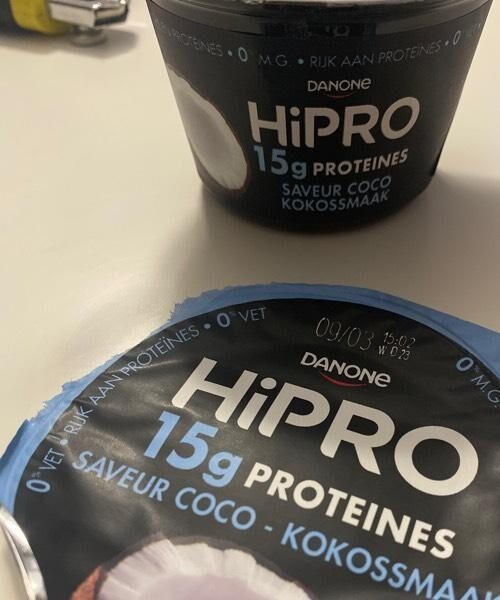 PROTEINES • 0% M.G. • RIJK AAN PROTEINES • 0%
DANONE
HiPRO
15g PROTEINES
SAVEUR COCO
KOKOSSMAAK
0% VET • RIJK AAN PROTEÏNES • 0% VET
09/03 15:02
W D 23
0% M.G.
DANONE
HiPRO
15g PROTEINES
SAVEUR COCO - KOKOSSMAAK